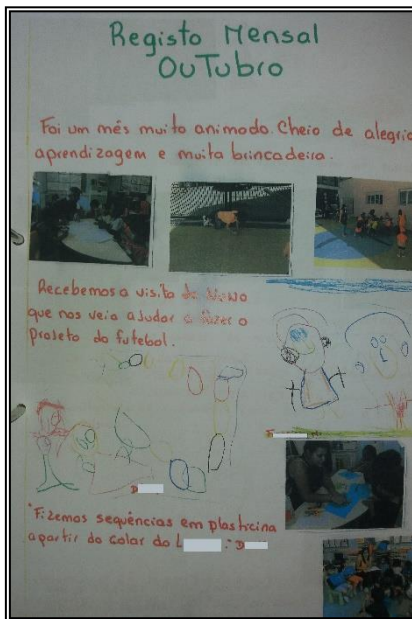 Registo Mensal
OuTubro
Foi um mês muito animado. Cheio de alegria
aprendizagem e muita brincadeira.
Recebemos a visita do
que nos veio ajudar a fazer o
projeto do futebol.
D
"Fizemos sequências em plasticina
apartir do colar do L :" D